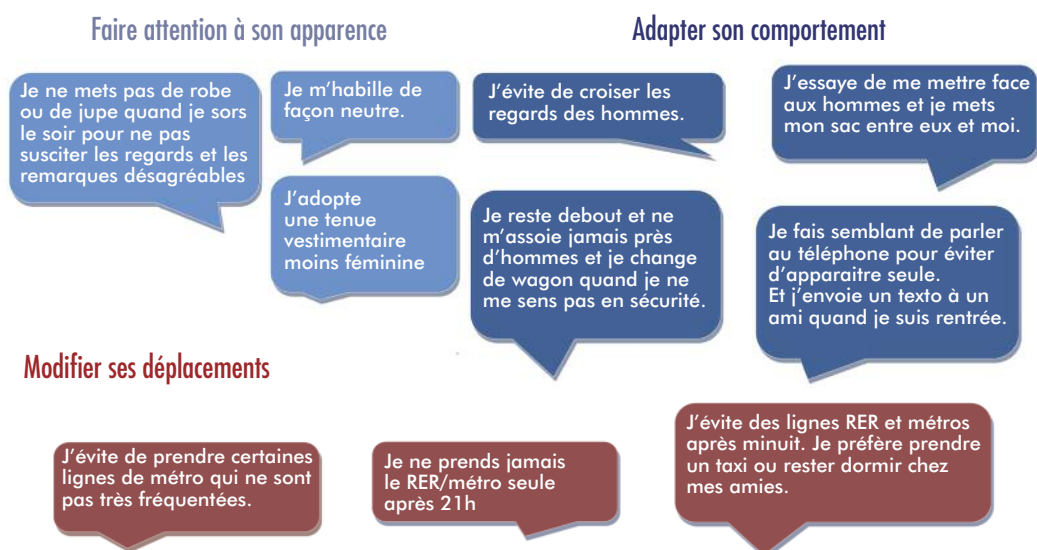 Faire attention à son apparence
Je ne mets pas de robe
ou de jupe quand je sors
le soir pour ne pas
susciter les regards et les
remarques désagréables
Je m’habille de
façon neutre.
J’adopte
une tenue
vestimentaire
moins féminine
Adapter son comportement
J’évite de croiser les
regards des hommes.
J’essaye de me mettre face
aux hommes et je mets
mon sac entre eux et moi.
Je reste debout et ne
m’assoie jamais près
d’hommes et je change
de wagon quand je ne
me sens pas en sécurité.
Je fais semblant de parler
au téléphone pour éviter
d’apparaitre seule.
Et j’envoie un texto à un
ami quand je suis rentrée.
Modifier ses déplacements
J’évite de prendre certaines
lignes de métro qui ne sont
pas très fréquentées.
Je ne prends jamais
le RER/métro seule
après 21h
J’évite des lignes RER et métros
après minuit. Je préfère prendre
un taxi ou rester dormir chez
mes amies.